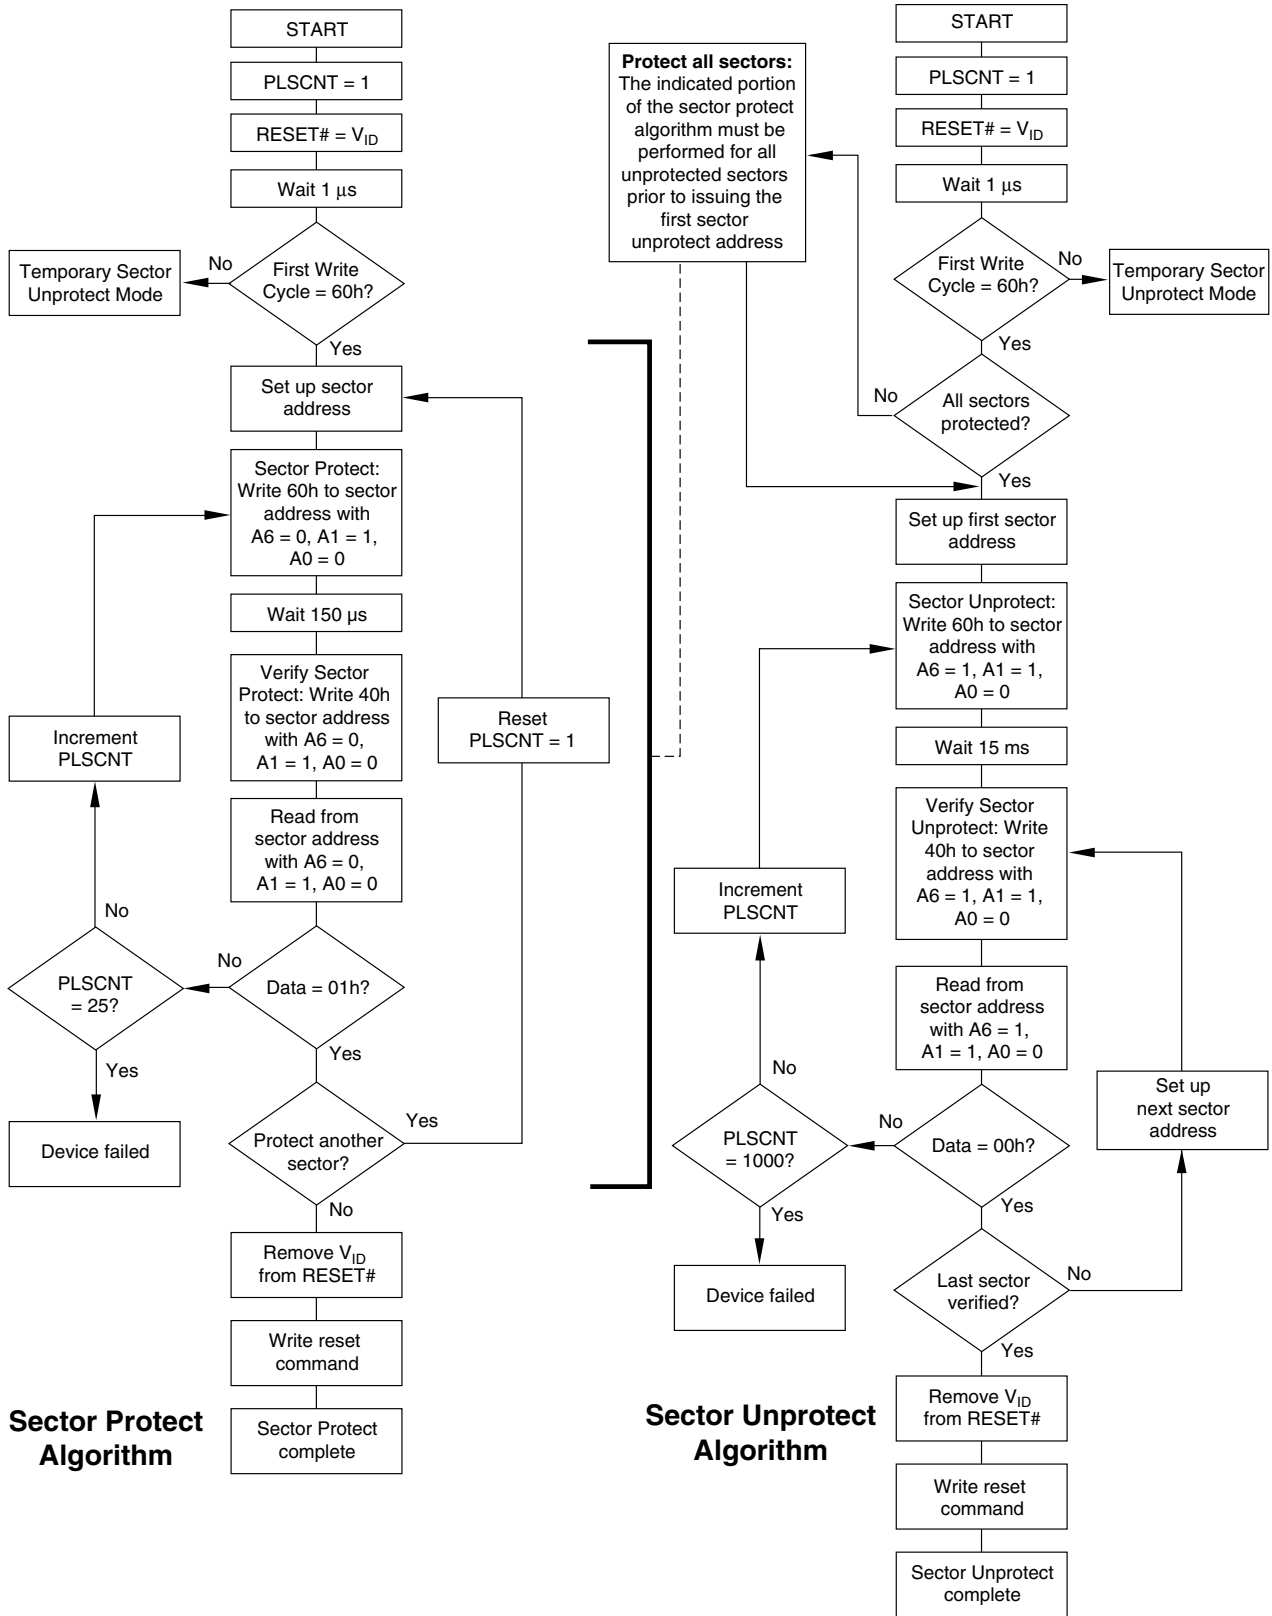 START
PLSCNT = 1
RESET# = VID
Wait 1 μs
First Write
Cycle = 60h?
No
Temporary Sector
Unprotect Mode
Yes
Set up sector
address
Sector Protect:
Write 60h to sector
address with
A6 = 0, A1 = 1,
A0 = 0
Wait 150 µs
Verify Sector
Protect: Write 40h
to sector address
with A6 = 0,
A1 = 1, A0 = 0
Read from
sector address
with A6 = 0,
A1 = 1, A0 = 0
Data = 01h?
No
PLSCNT
= 25?
No
Increment
PLSCNT
Yes
Device failed
Yes
Protect another
sector?
Yes
Reset
PLSCNT = 1
No
Remove VID
from RESET#
Write reset
command
Sector Protect
complete
Sector Protect
Algorithm
Protect all sectors:
The indicated portion
of the sector protect
algorithm must be
performed for all
unprotected sectors
prior to issuing the
first sector
unprotect address
START
PLSCNT = 1
RESET# = VID
Wait 1 μs
First Write
Cycle = 60h?
No
Temporary Sector
Unprotect Mode
Yes
All sectors
protected?
No
Yes
Set up first sector
address
Sector Unprotect:
Write 60h to sector
address with
A6 = 1, A1 = 1,
A0 = 0
Wait 15 ms
Verify Sector
Unprotect: Write
40h to sector
address with
A6 = 1, A1 = 1,
A0 = 0
Read from
sector address
with A6 = 1,
A1 = 1, A0 = 0
Data = 00h?
No
PLSCNT
= 1000?
No
Increment
PLSCNT
Yes
Device failed
Yes
Last sector
verified?
No
Set up
next sector
address
Yes
Remove VID
from RESET#
Write reset
command
Sector Unprotect
complete
Sector Unprotect
Algorithm